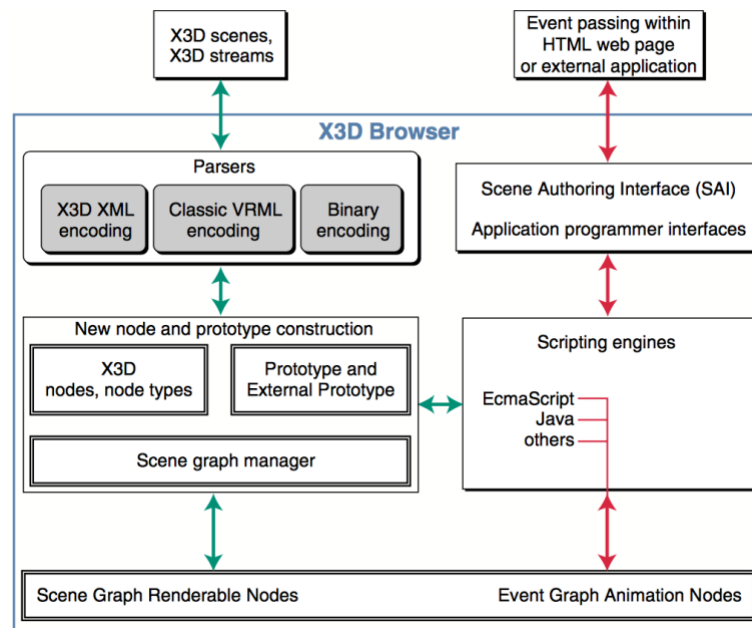 X3D scenes,
X3D streams
Event passing within
HTML web page
or external application
X3D Browser
Parsers
X3D XML
encoding
Classic VRML
encoding
Binary
encoding
Scene Authoring Interface (SAI)
Application programmer interfaces
New node and prototype construction
X3D
nodes, node types
Prototype and
External Prototype
Scene graph manager
Scripting engines
EcmaScript
Java
others
Scene Graph Renderable Nodes
Event Graph Animation Nodes